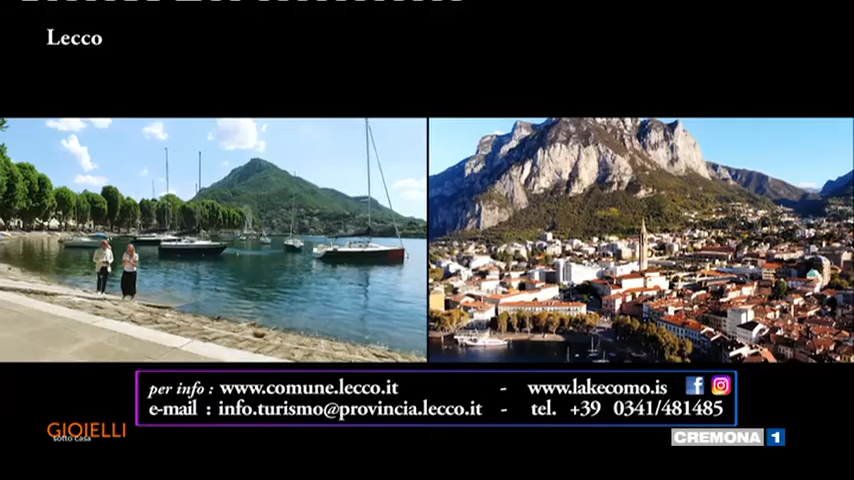 Lecco
per info : www.comune.lecco.it - www.lakecomo.is
e-mail : info.turismo@provincia.lecco.it - tel. +39 0341/481485
GIOIELLI
sotto casa
CREMONA 1